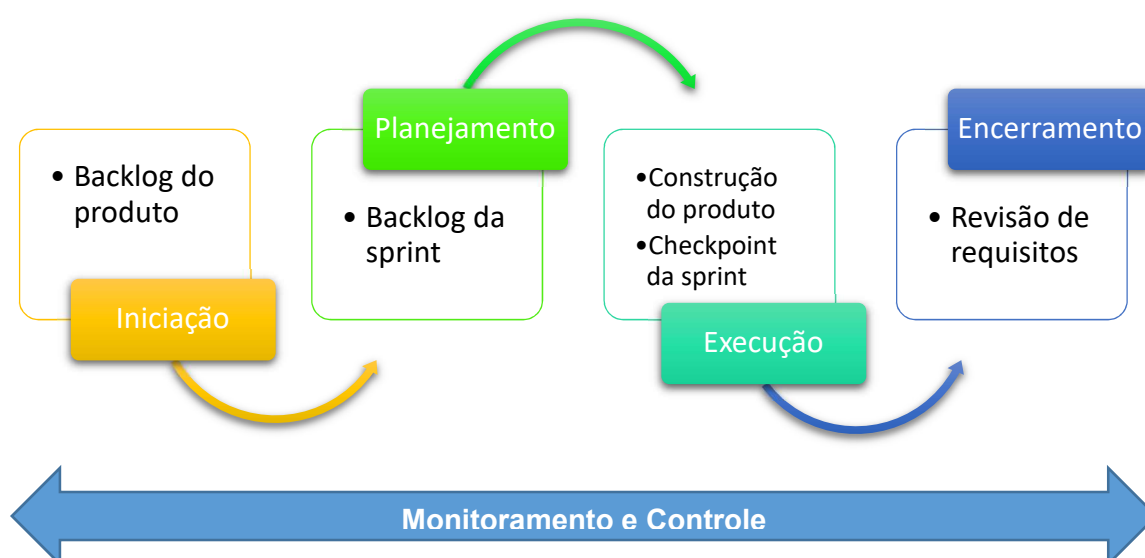 • Backlog do
produto
Iniciação
Planejamento
• Backlog da
sprint
•Construção
do produto
•Checkpoint
da sprint
Execução
Encerramento
• Revisão de
requisitos
Monitoramento e Controle